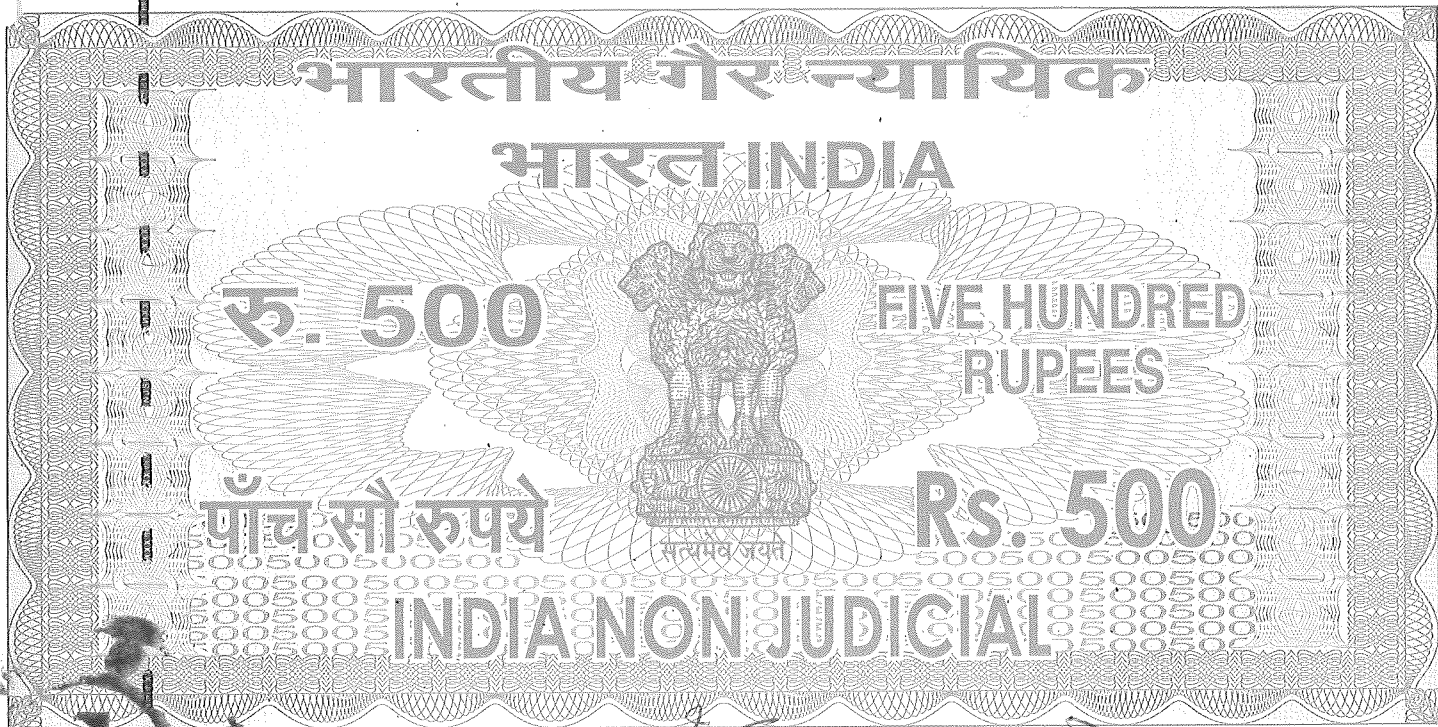 भारतीय गैर न्यायिक
भारत INDIA
रु. 500
FIVE HUNDRED
RUPEES
पाँच सौ रुपये
Rs. 500
सत्यमेव जयते
INDIA NON JUDICIAL